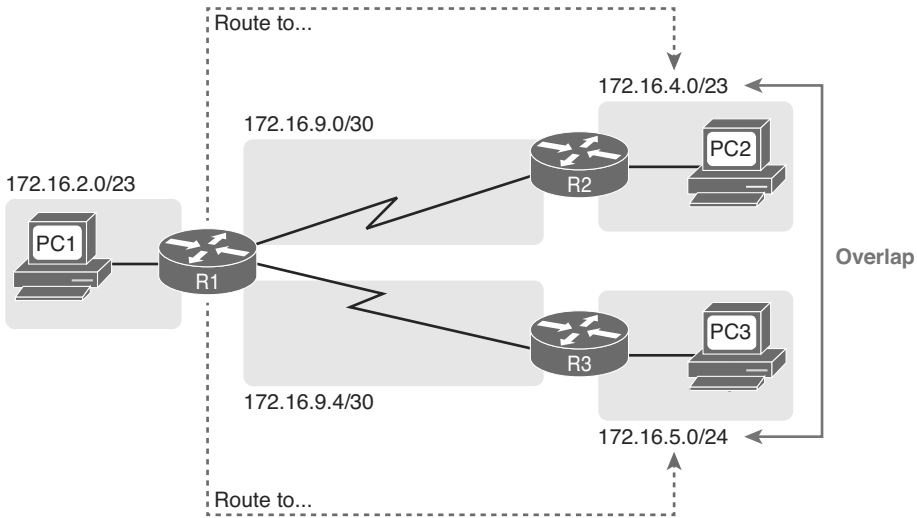 Route to...
172.16.4.0/23
172.16.9.0/30
PC2
R2
172.16.2.0/23
PC1
R1
Overlap
PC3
R3
172.16.9.4/30
172.16.5.0/24
Route to...